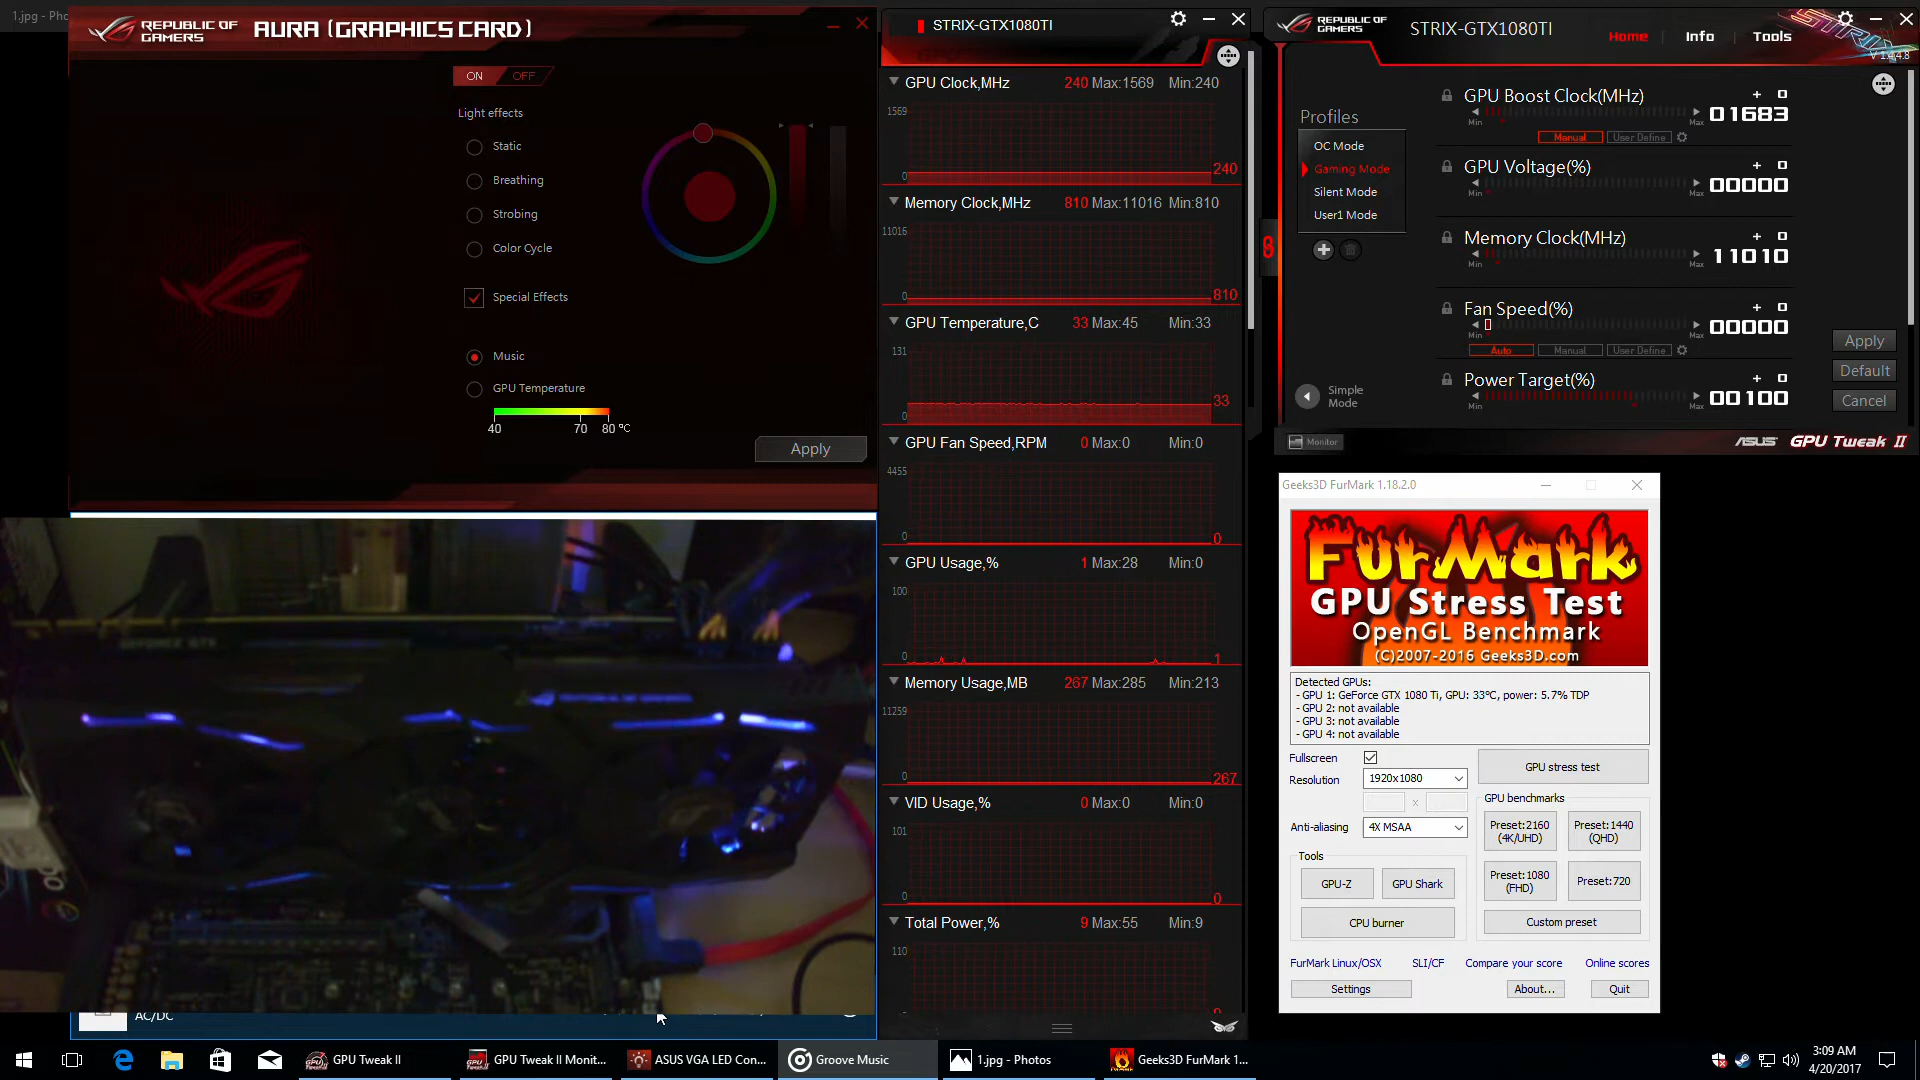 1.jpg - Pho
REPUBLIC OF
GAMERS
AURA (GRAPHICS CARD)
ON OFF
Light effects
Static
Breathing
Strobing
Color Cycle
Special Effects
Music
GPU Temperature
40 70 80 °C
Apply
GEFORCE GTX
AC/DC
STRIX-GTX1080TI
GPU Clock,MHz 240 Max:1569 Min:240
1569
0
240
Memory Clock,MHz 810 Max:11016 Min:810
11016
0
810
GPU Temperature,C 33 Max:45 Min:33
131
0
33
GPU Fan Speed,RPM 0 Max:0 Min:0
4455
0
0
GPU Usage,% 1 Max:28 Min:0
100
0
1
Memory Usage,MB 267 Max:285 Min:213
11259
0
267
VID Usage,% 0 Max:0 Min:0
101
0
0
Total Power,% 9 Max:55 Min:9
110
REPUBLIC OF
GAMERS
STRIX-GTX1080TI
Home Info Tools
Profiles
OC Mode
Gaming Mode
Silent Mode
User1 Mode
Simple
Mode
Monitor
GPU Boost Clock(MHz)
Min Max 01683
Manual User Define
GPU Voltage(%)
Min Max 00000
Memory Clock(MHz)
Min Max 11010
Fan Speed(%)
Min Max 00000
Auto Manual User Define
Power Target(%)
Min Max 00100
Apply
Default
Cancel
ASUS GPU Tweak II
Geeks3D FurMark 1.18.2.0
FurMark
GPU Stress Test
OpenGL Benchmark
(C)2007-2016 Geeks3D.com
Detected GPUs:
- GPU 1: GeForce GTX 1080 Ti, GPU: 33°C, power: 5.7% TDP
- GPU 2: not available
- GPU 3: not available
- GPU 4: not available
Fullscreen
Resolution 1920x1080
x
Anti-aliasing 4X MSAA
GPU stress test
GPU benchmarks
Preset:2160
(4K/UHD)
Preset:1440
(QHD)
Preset:1080
(FHD)
Preset:720
Custom preset
Tools
GPU-Z GPU Shark
CPU burner
FurMark Linux/OSX SLI/CF Compare your score Online scores
Settings About... Quit
GPU Tweak II
GPU Tweak II Monit...
ASUS VGA LED Con...
Groove Music
1.jpg - Photos
Geeks3D FurMark 1...
3:09 AM
4/20/2017